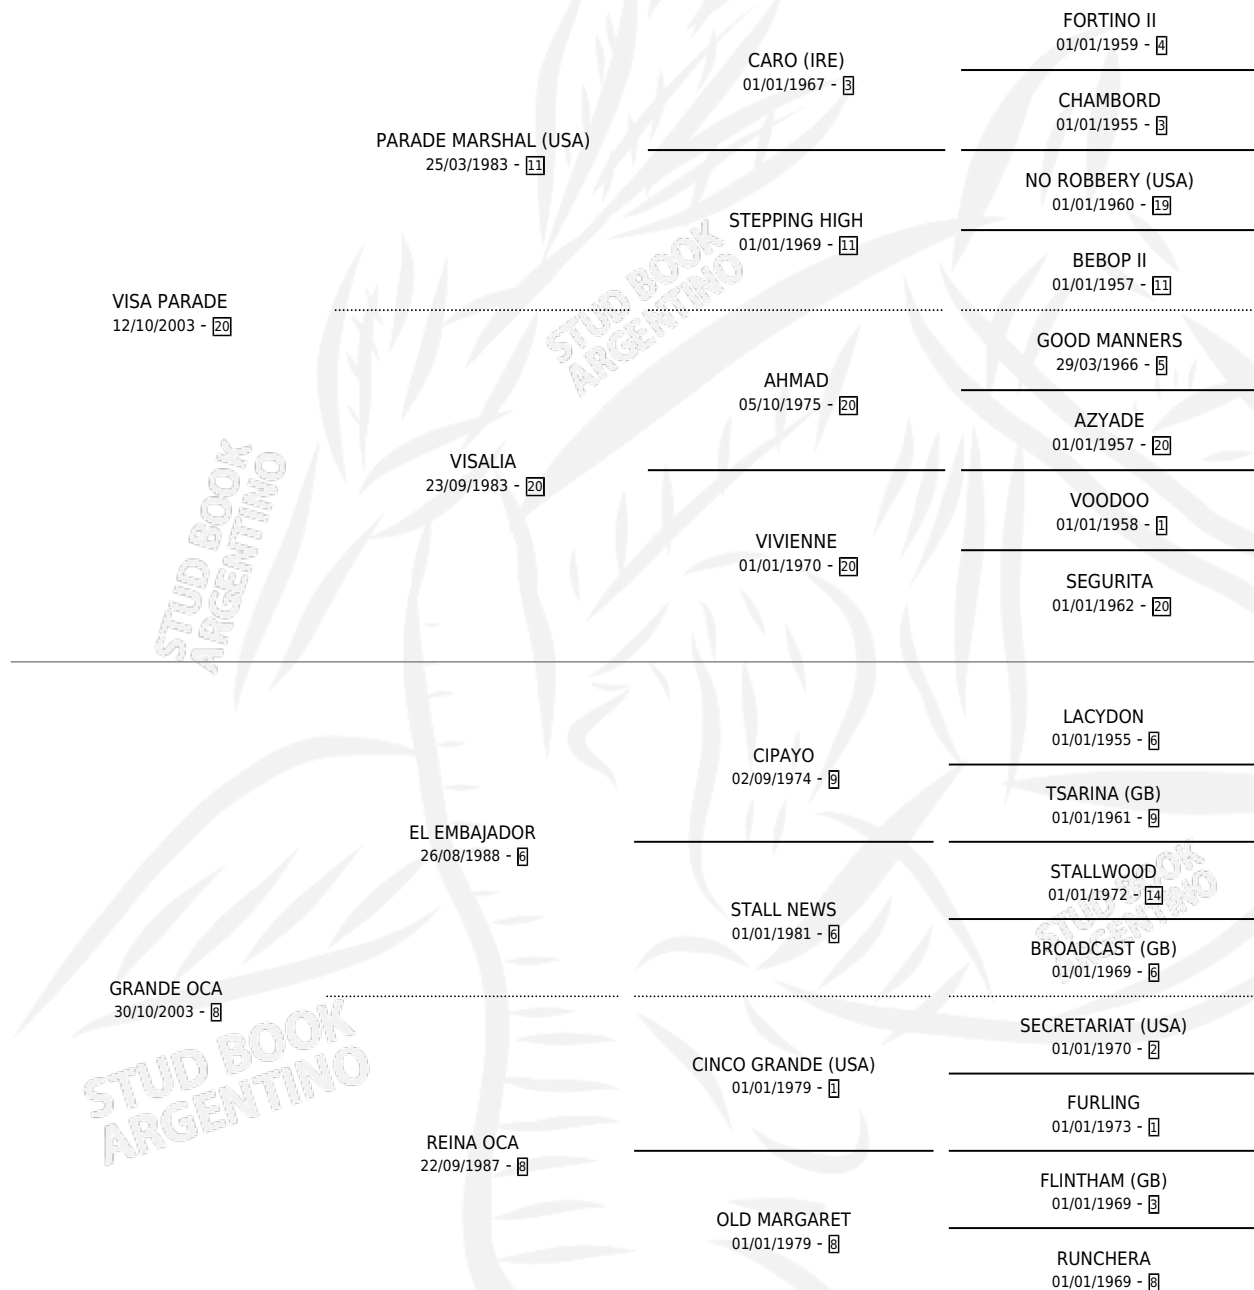 FORTINO II
01/01/1959 - 4
CARO (IRE)
01/01/1967 - 3
CHAMBORD
01/01/1955 - 3
PARADE MARSHAL (USA)
25/03/1983 - 11
NO ROBBERY (USA)
01/01/1960 - 19
STEPPING HIGH
01/01/1969 - 11
BEBOP II
01/01/1957 - 11
VISA PARADE
12/10/2003 - 20
GOOD MANNERS
29/03/1966 - 5
AHMAD
05/10/1975 - 20
AZYADE
01/01/1957 - 20
VISALIA
23/09/1983 - 20
VOODOO
01/01/1958 - 1
VIVIENNE
01/01/1970 - 20
SEGURITA
01/01/1962 - 20
STUD BOOK
ARGENTINO
STUD BOOK
ARGENTINO
LACYDON
01/01/1955 - 6
CIPAYO
02/09/1974 - 9
TSARINA (GB)
01/01/1961 - 9
EL EMBAJADOR
26/08/1988 - 6
STALLWOOD
01/01/1972 - 14
STALL NEWS
01/01/1981 - 6
BROADCAST (GB)
01/01/1969 - 6
STUD BOOK
ARGENTINO
GRANDE OCA
30/10/2003 - 8
SECRETARIAT (USA)
01/01/1970 - 2
CINCO GRANDE (USA)
01/01/1979 - 1
FURLING
01/01/1973 - 1
STUD BOOK
ARGENTINO
REINA OCA
22/09/1987 - 8
FLINTHAM (GB)
01/01/1969 - 3
OLD MARGARET
01/01/1979 - 8
RUNCHERA
01/01/1969 - 8